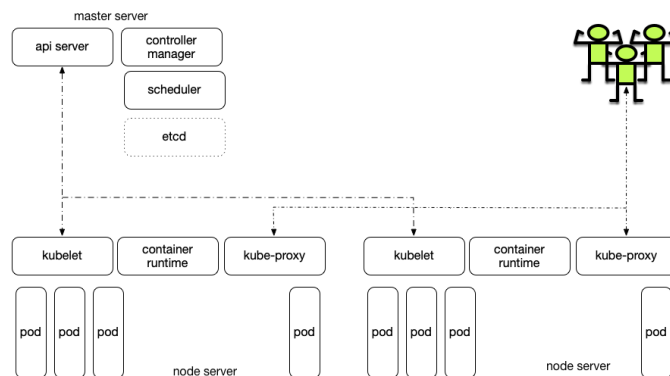 master server
api server
controller
manager
scheduler
etcd
kubelet
container
runtime
kube-proxy
kubelet
container
runtime
kube-proxy
pod
pod
pod
pod
pod
pod
pod
pod
node server
node server